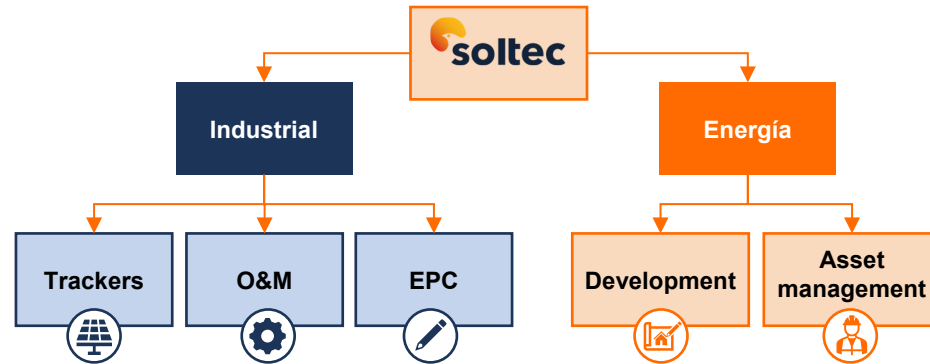 soltec
Industrial
Energía
Trackers
O&M
EPC
Development
Asset
management